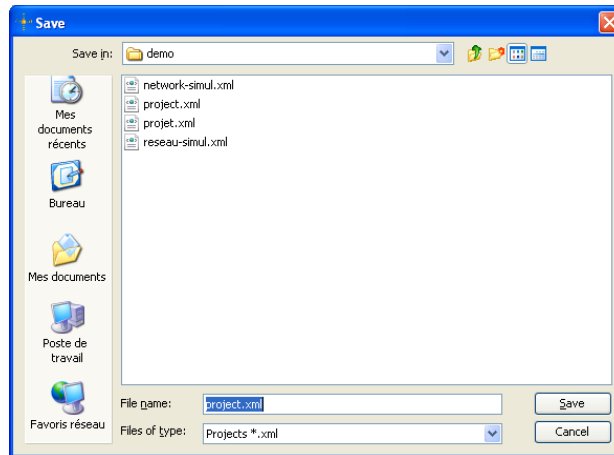 Save
Save in:
demo
Mes
documents
récents
Bureau
Mes documents
Poste de
travail
Favoris réseau
network-simul.xml
project.xml
projet.xml
reseau-simul.xml
File name:
project.xml
Save
Files of type:
Projects *.xml
Cancel